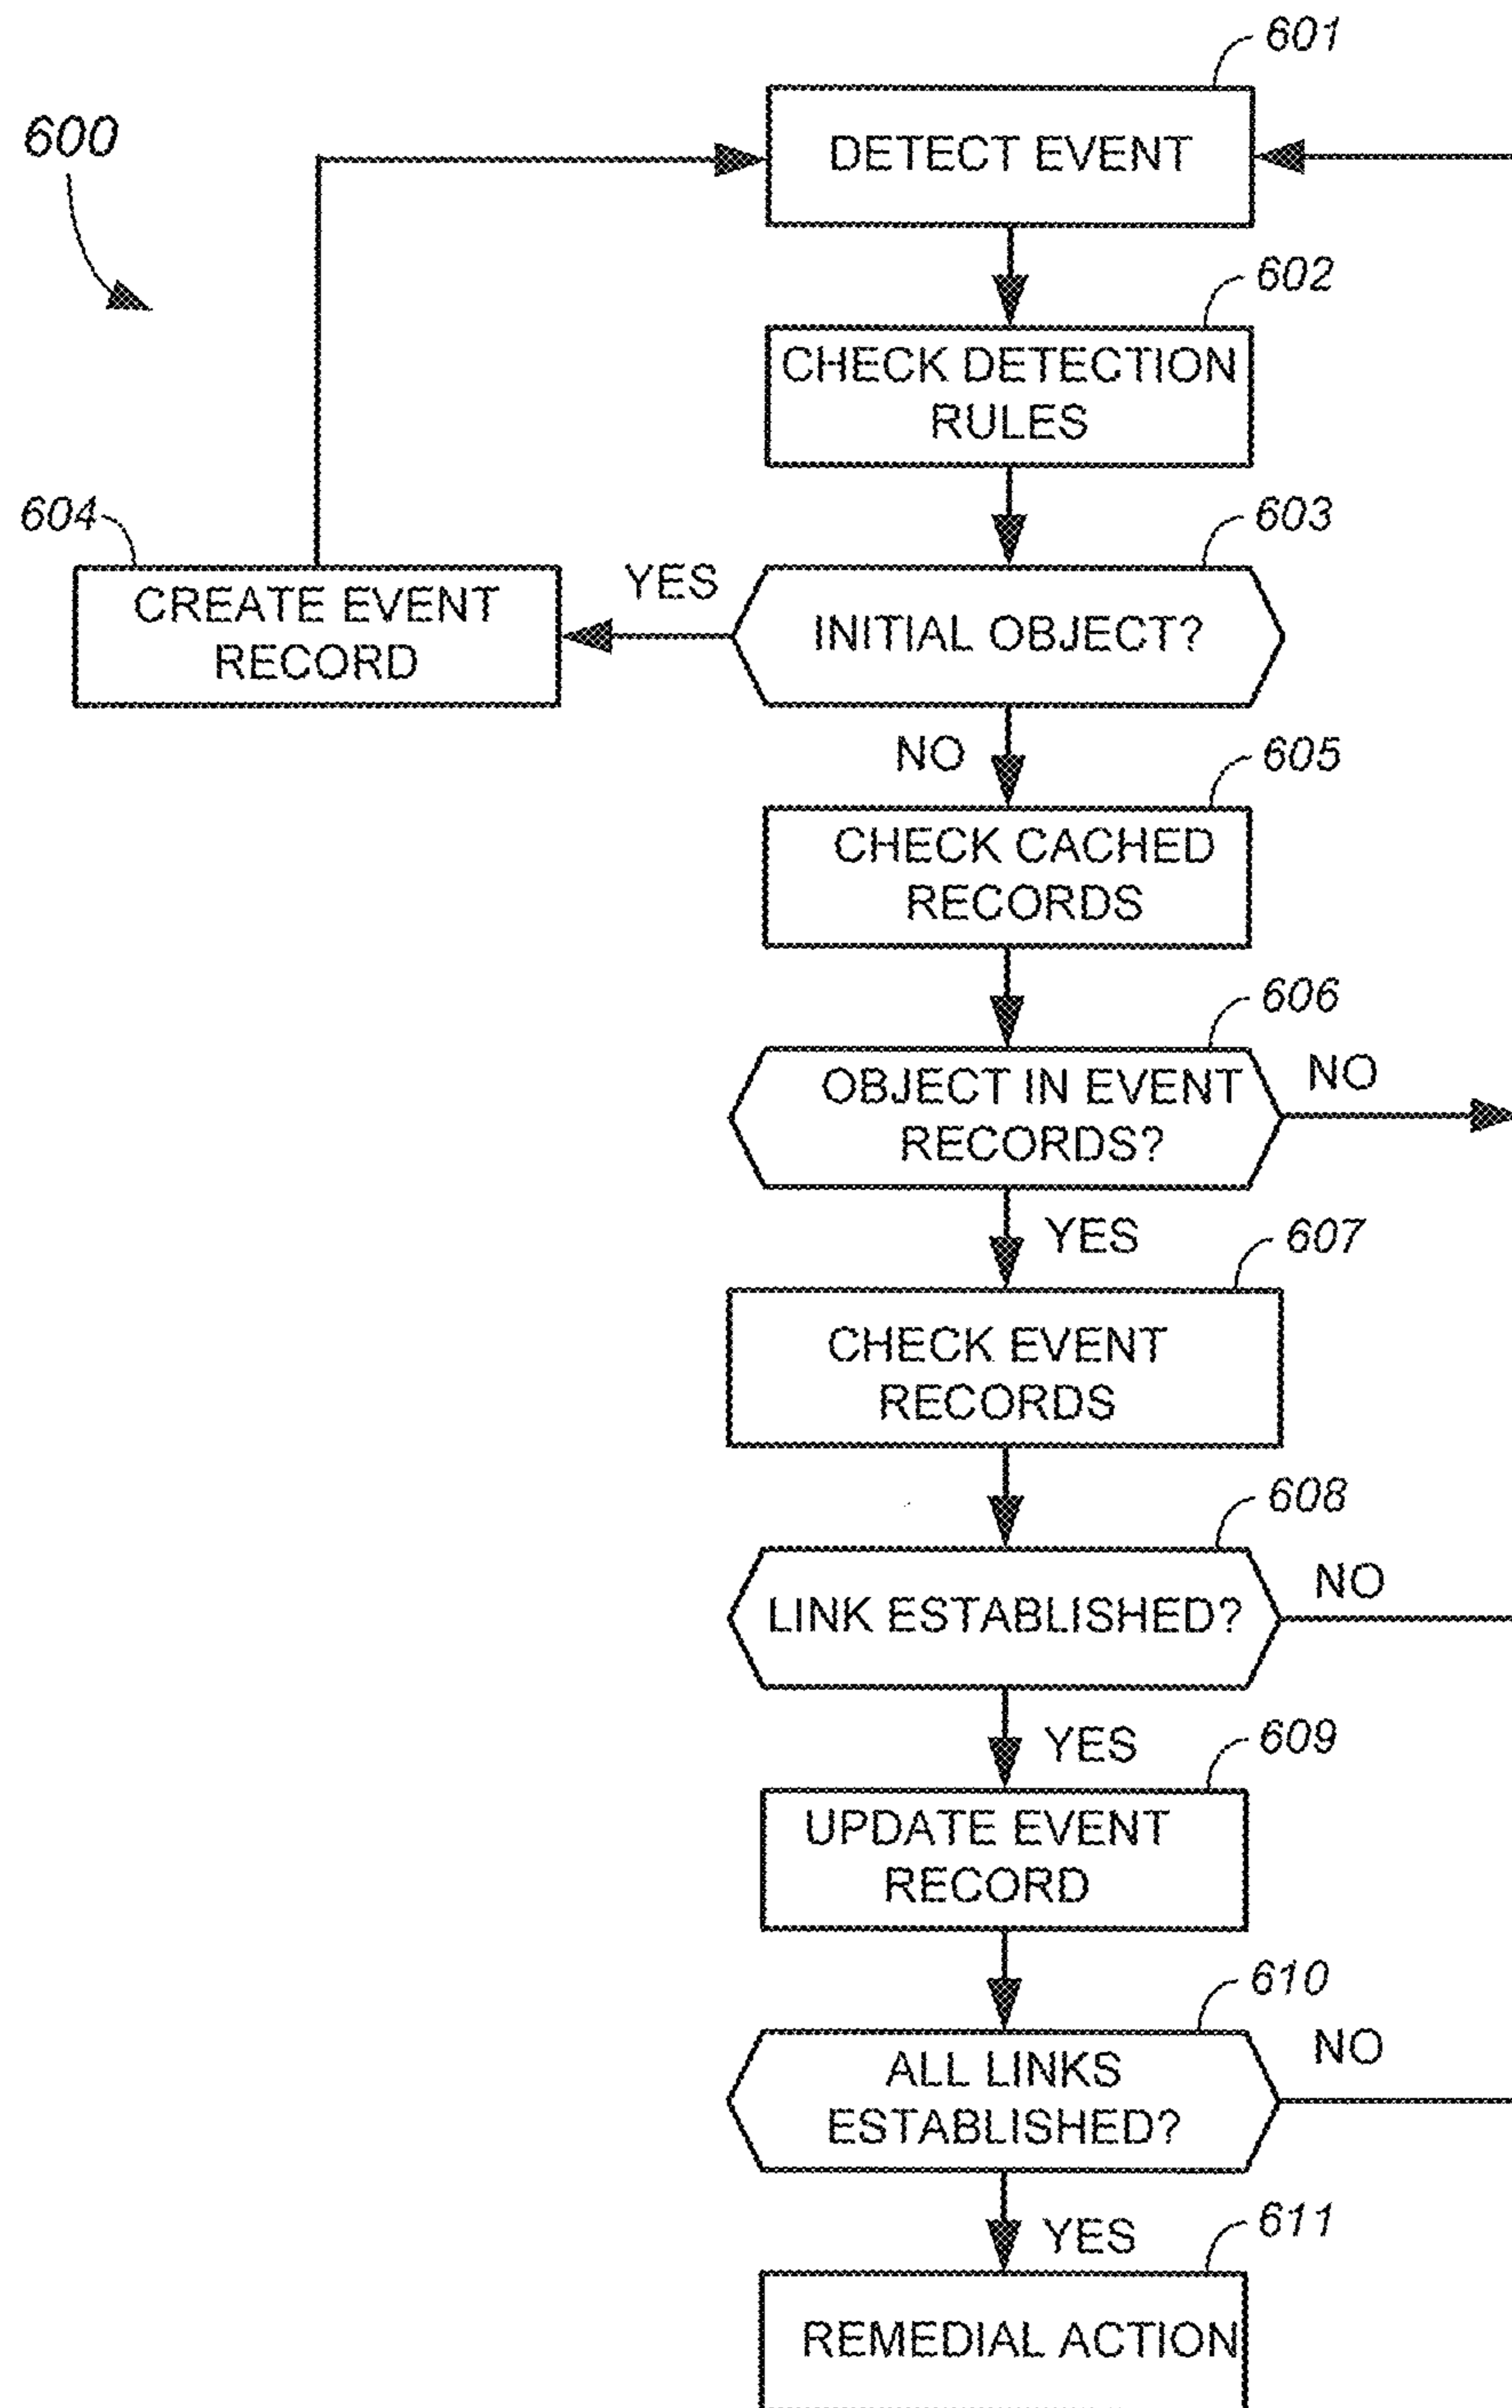 601
600
DETECT EVENT
602
CHECK DETECTION
RULES
604
603
CREATE EVENT
RECORD
YES
INITIAL OBJECT?
NO
605
CHECK CACHED
RECORDS
606
OBJECT IN EVENT
RECORDS?
NO
YES
607
CHECK EVENT
RECORDS
608
LINK ESTABLISHED?
NO
YES
609
UPDATE EVENT
RECORD
610
ALL LINKS
ESTABLISHED?
NO
YES
611
REMEDIAL ACTION